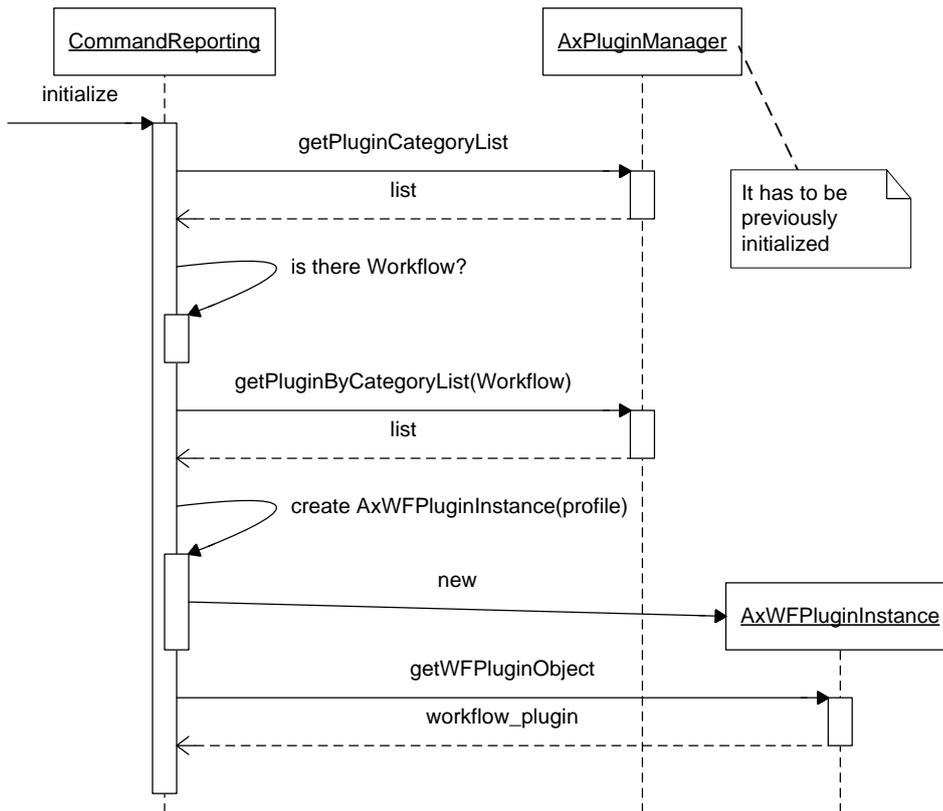 CommandReporting
AxPluginManager
initialize
getPluginCategoryList
list
It has to be
previously
initialized
is there Workflow?
getPluginByCategoryList(Workflow)
list
create AxWFPluginInstance(profile)
new
AxWFPluginInstance
getWFPluginObject
workflow_plugin